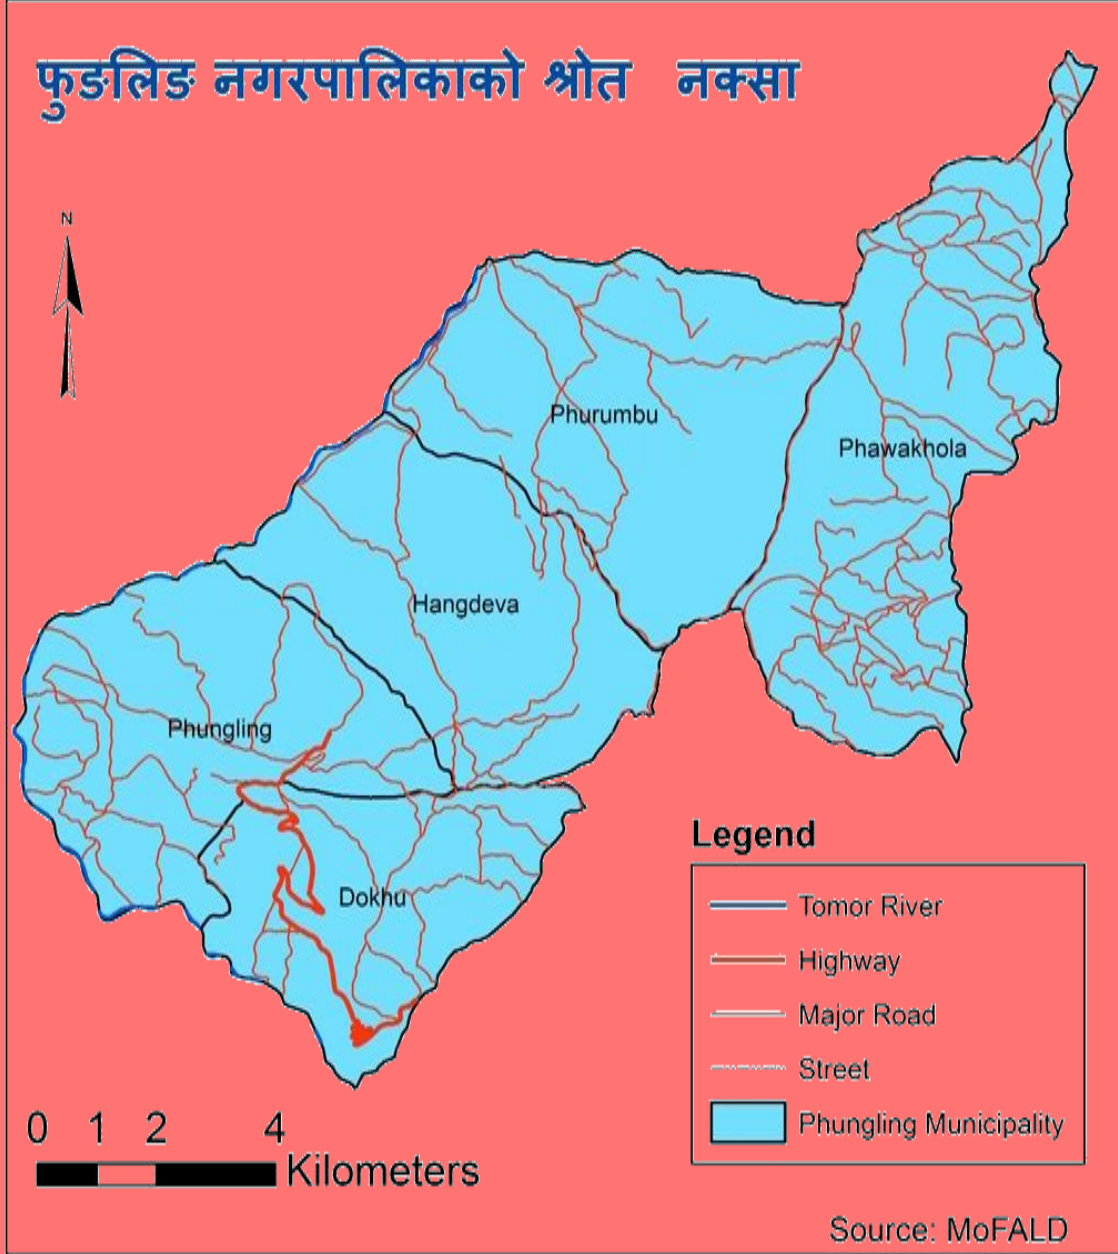 फुङलिङ नगरपालिकाको श्रोत नक्सा
N
Phurumbu
Phawakhola
Hangdeva
Phungling
Dokhu
Legend
Tomor River
Highway
Major Road
Street
Phungling Municipality
0 1 2 4
Kilometers
Source: MoFALD